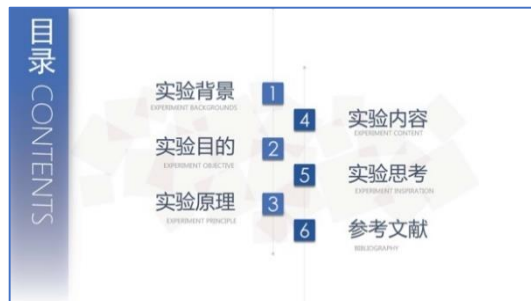 目录 CONTENTS
实验背景
EXPERIMENT BACKGROUNDS
1
实验目的
EXPERIMENT OBJECTIVE
2
实验原理
EXPERIMENT PRINCIPLE
3
4
实验内容
EXPERIMENT CONTENT
5
实验思考
EXPERIMENT INSPIRATION
6
参考文献
BIBLIOGRAPHY